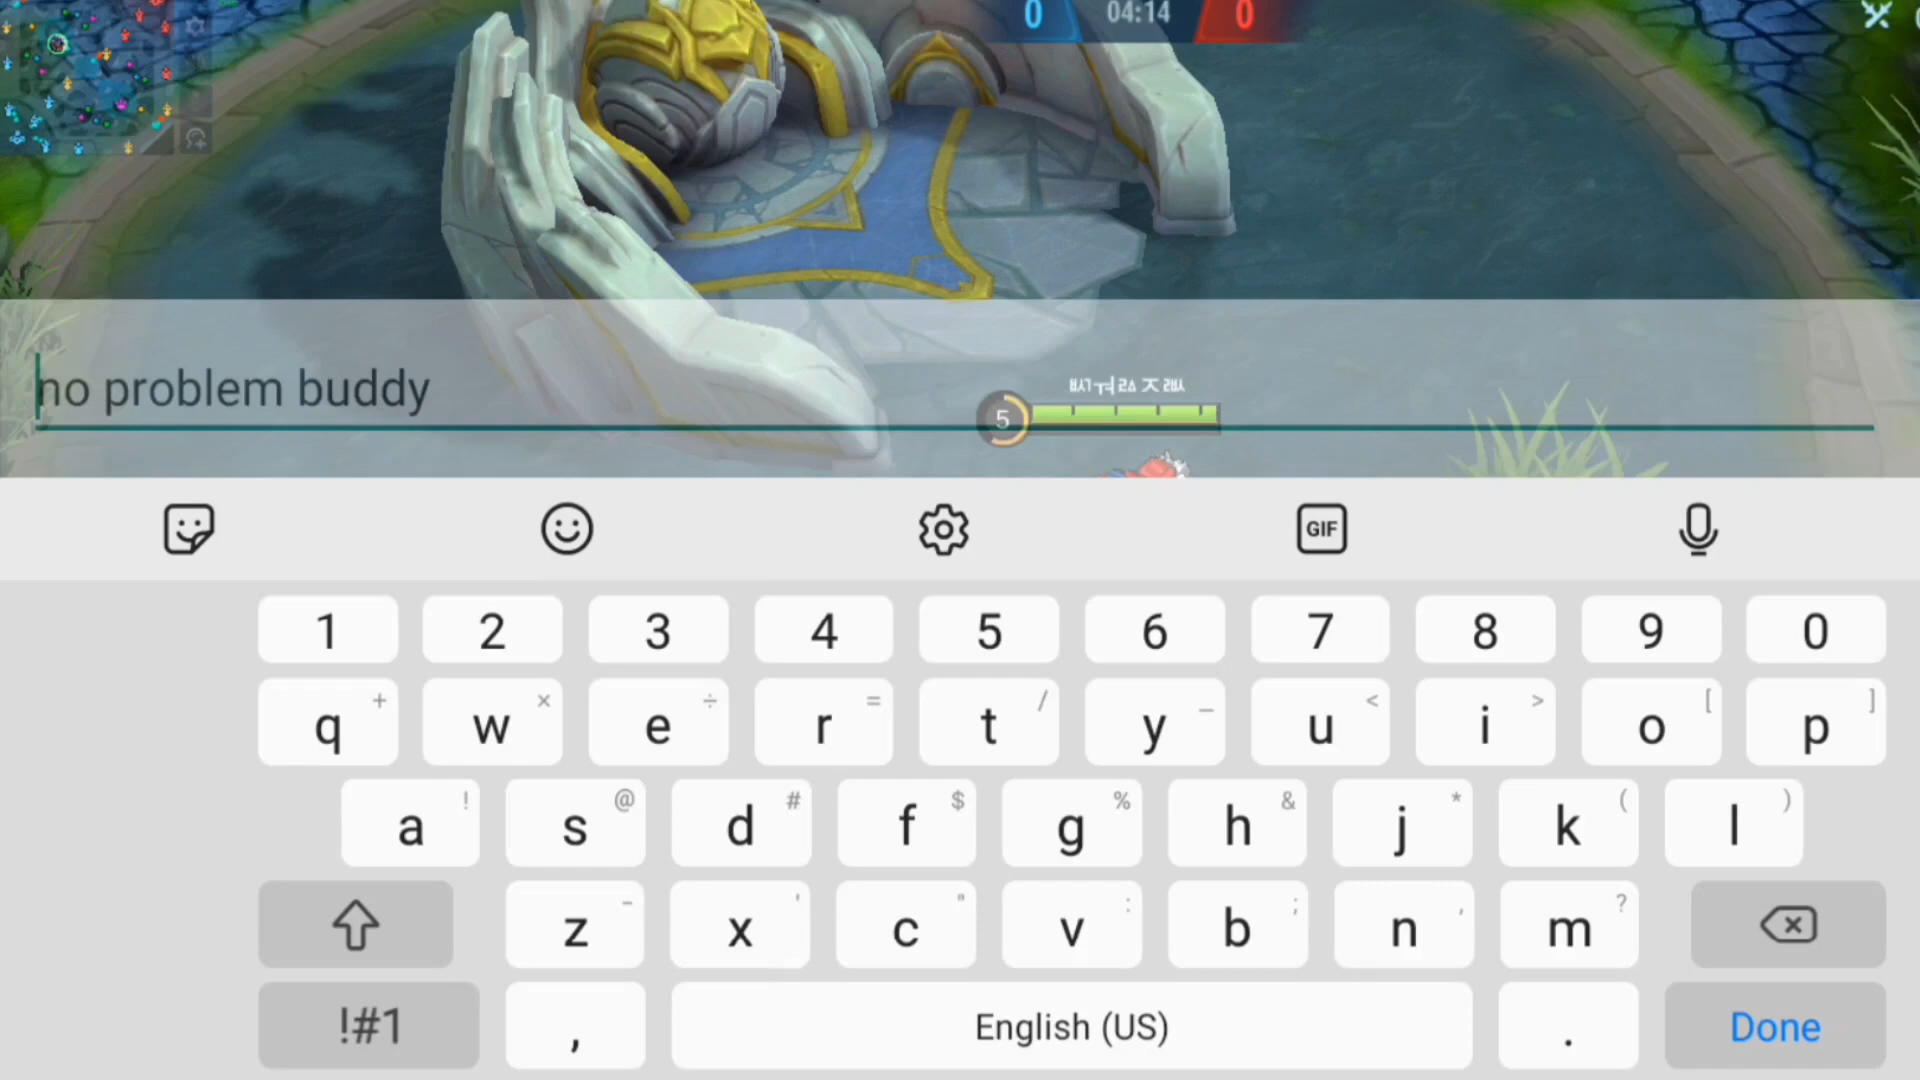 0 04:14 0
no problem buddy
5
GIF
1 2 3 4 5 6 7 8 9 0
q + w × e ÷ r = t / y _ u < i > o [ p ]
a ! s @ d # f $ g % h & j * k ( l )
z - x ' c " v : b ; n , m ?
!#1 , English (US) . Done